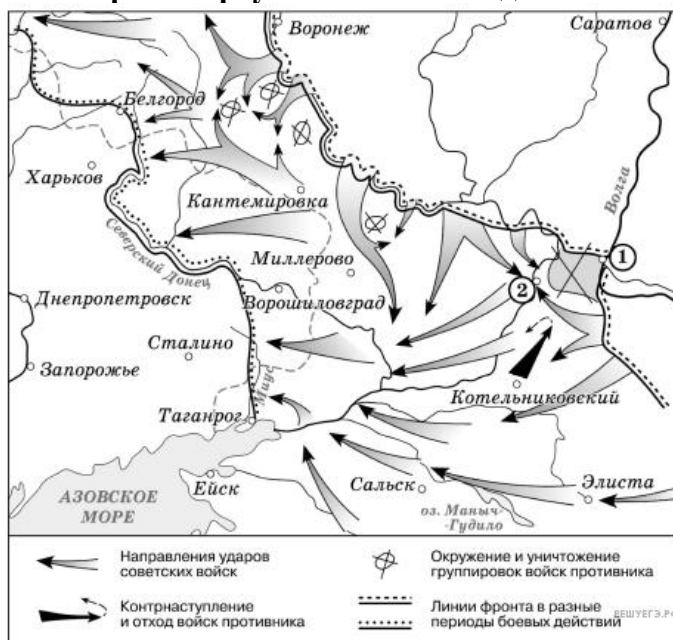 Воронеж
Саратов
Белгород
Харьков
Волга
Кантемировка
Северский Донец
Миллерово
1
2
Днепропетровск
Ворошиловград
Сталино
Запорожье
Миус
Котельниковский
Таганрог
АЗОВСКОЕ
МОРЕ
Ейск
Сальск
Элиста
оз. Маныч-
-Гудило
Направления ударов
советских войск
Окружение и уничтожение
группировок войск противника
Контрнаступление
и отход войск противника
Линии фронта в разные
периоды боевых действий